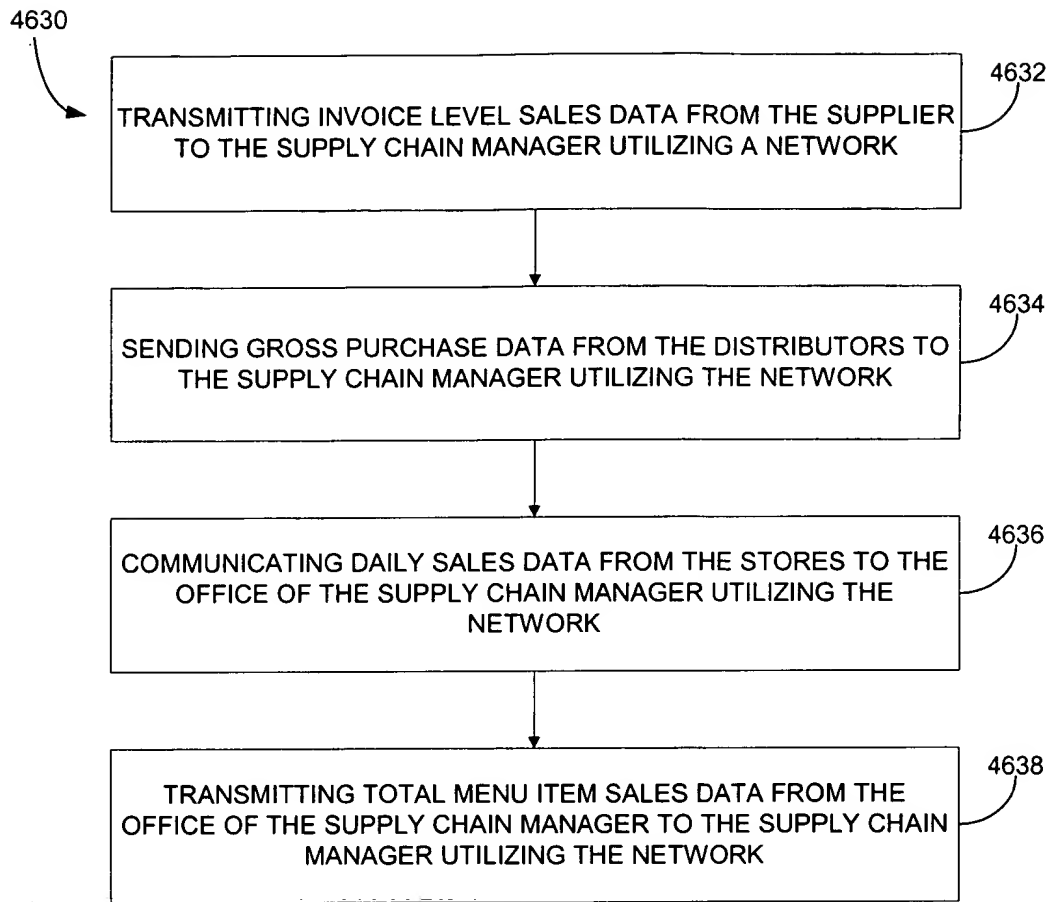 4630
4632
TRANSMITTING INVOICE LEVEL SALES DATA FROM THE SUPPLIER
TO THE SUPPLY CHAIN MANAGER UTILIZING A NETWORK
4634
SENDING GROSS PURCHASE DATA FROM THE DISTRIBUTORS TO
THE SUPPLY CHAIN MANAGER UTILIZING THE NETWORK
4636
COMMUNICATING DAILY SALES DATA FROM THE STORES TO THE
OFFICE OF THE SUPPLY CHAIN MANAGER UTILIZING THE
NETWORK
4638
TRANSMITTING TOTAL MENU ITEM SALES DATA FROM THE
OFFICE OF THE SUPPLY CHAIN MANAGER TO THE SUPPLY CHAIN
MANAGER UTILIZING THE NETWORK